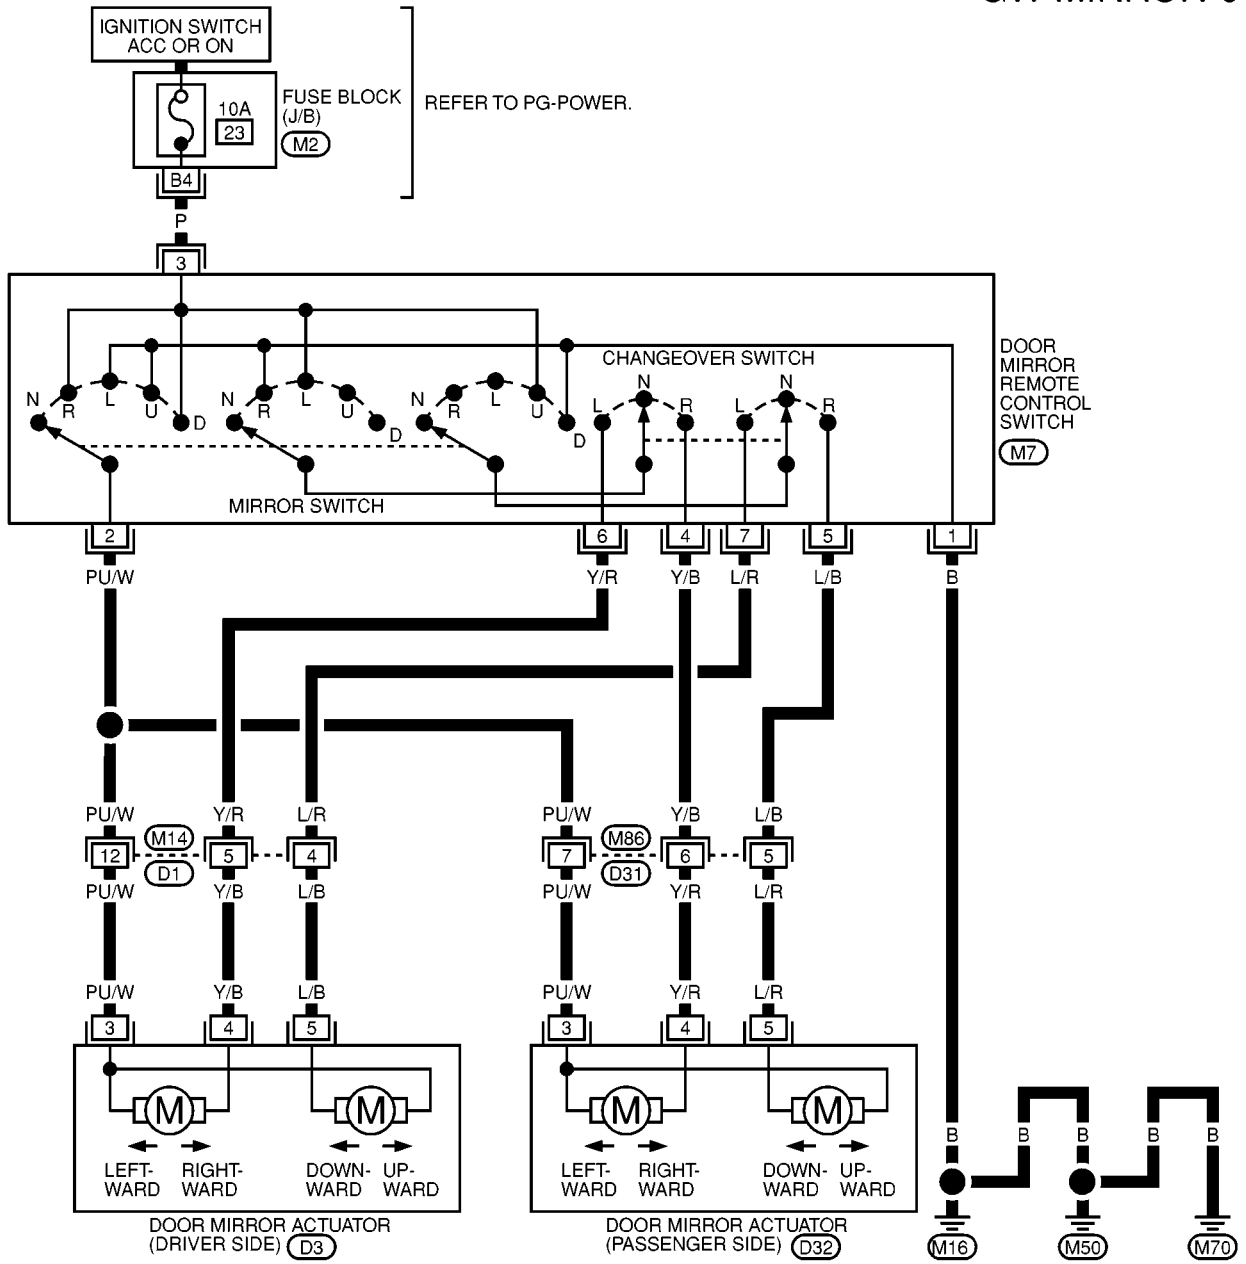 IGNITION SWITCH
ACC OR ON
10A
23
FUSE BLOCK
(J/B)
M2
REFER TO PG-POWER.
B4
P
3
CHANGEOVER SWITCH
N R L U D
N R L U D
N R L U D
L N R
L N R
MIRROR SWITCH
DOOR
MIRROR
REMOTE
CONTROL
SWITCH
M7
2 6 4 7 5 1
PU/W Y/R Y/B L/R L/B B
PU/W Y/R L/R PU/W Y/B L/B
M14 M86
12 5 4 7 6 5
D1 D31
PU/W Y/B L/B PU/W Y/R L/R
PU/W Y/B L/B PU/W Y/R L/R
3 4 5 3 4 5
M M M M
B B B B B
LEFT- RIGHT- DOWN- UP- LEFT- RIGHT- DOWN- UP-
WARD WARD WARD WARD WARD WARD WARD WARD
DOOR MIRROR ACTUATOR
(DRIVER SIDE) D3
DOOR MIRROR ACTUATOR
(PASSENGER SIDE) D32
M16 M50 M70